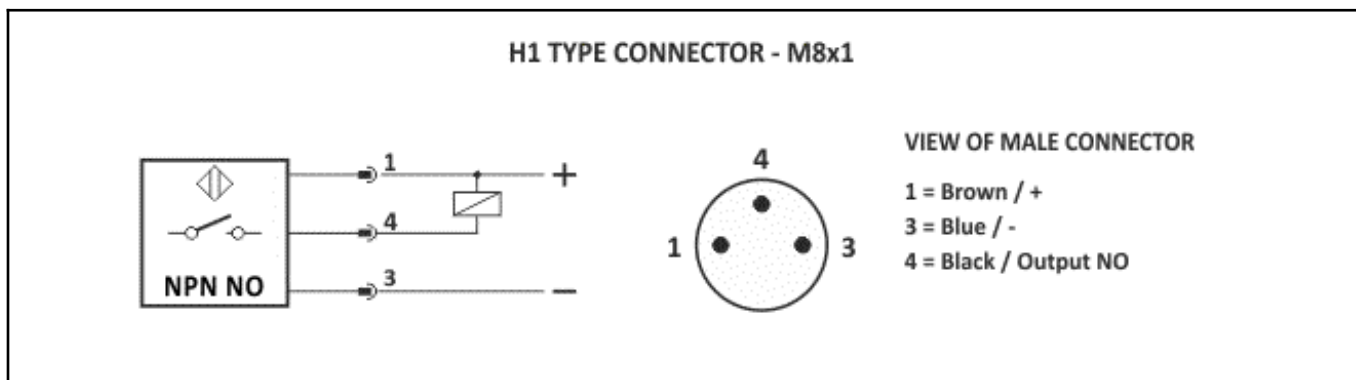 H1 TYPE CONNECTOR - M8x1
1
+
4
NPN NO
3
−
4
1
3
VIEW OF MALE CONNECTOR
1 = Brown / +
3 = Blue / -
4 = Black / Output NO